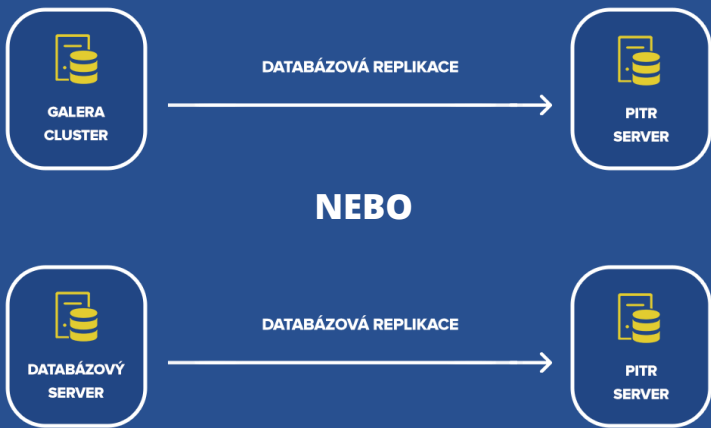 DATABÁZOVÁ REPLIKACE
GALERA
CLUSTER
PITR
SERVER
NEBO
DATABÁZOVÁ REPLIKACE
DATABÁZOVÝ
SERVER
PITR
SERVER